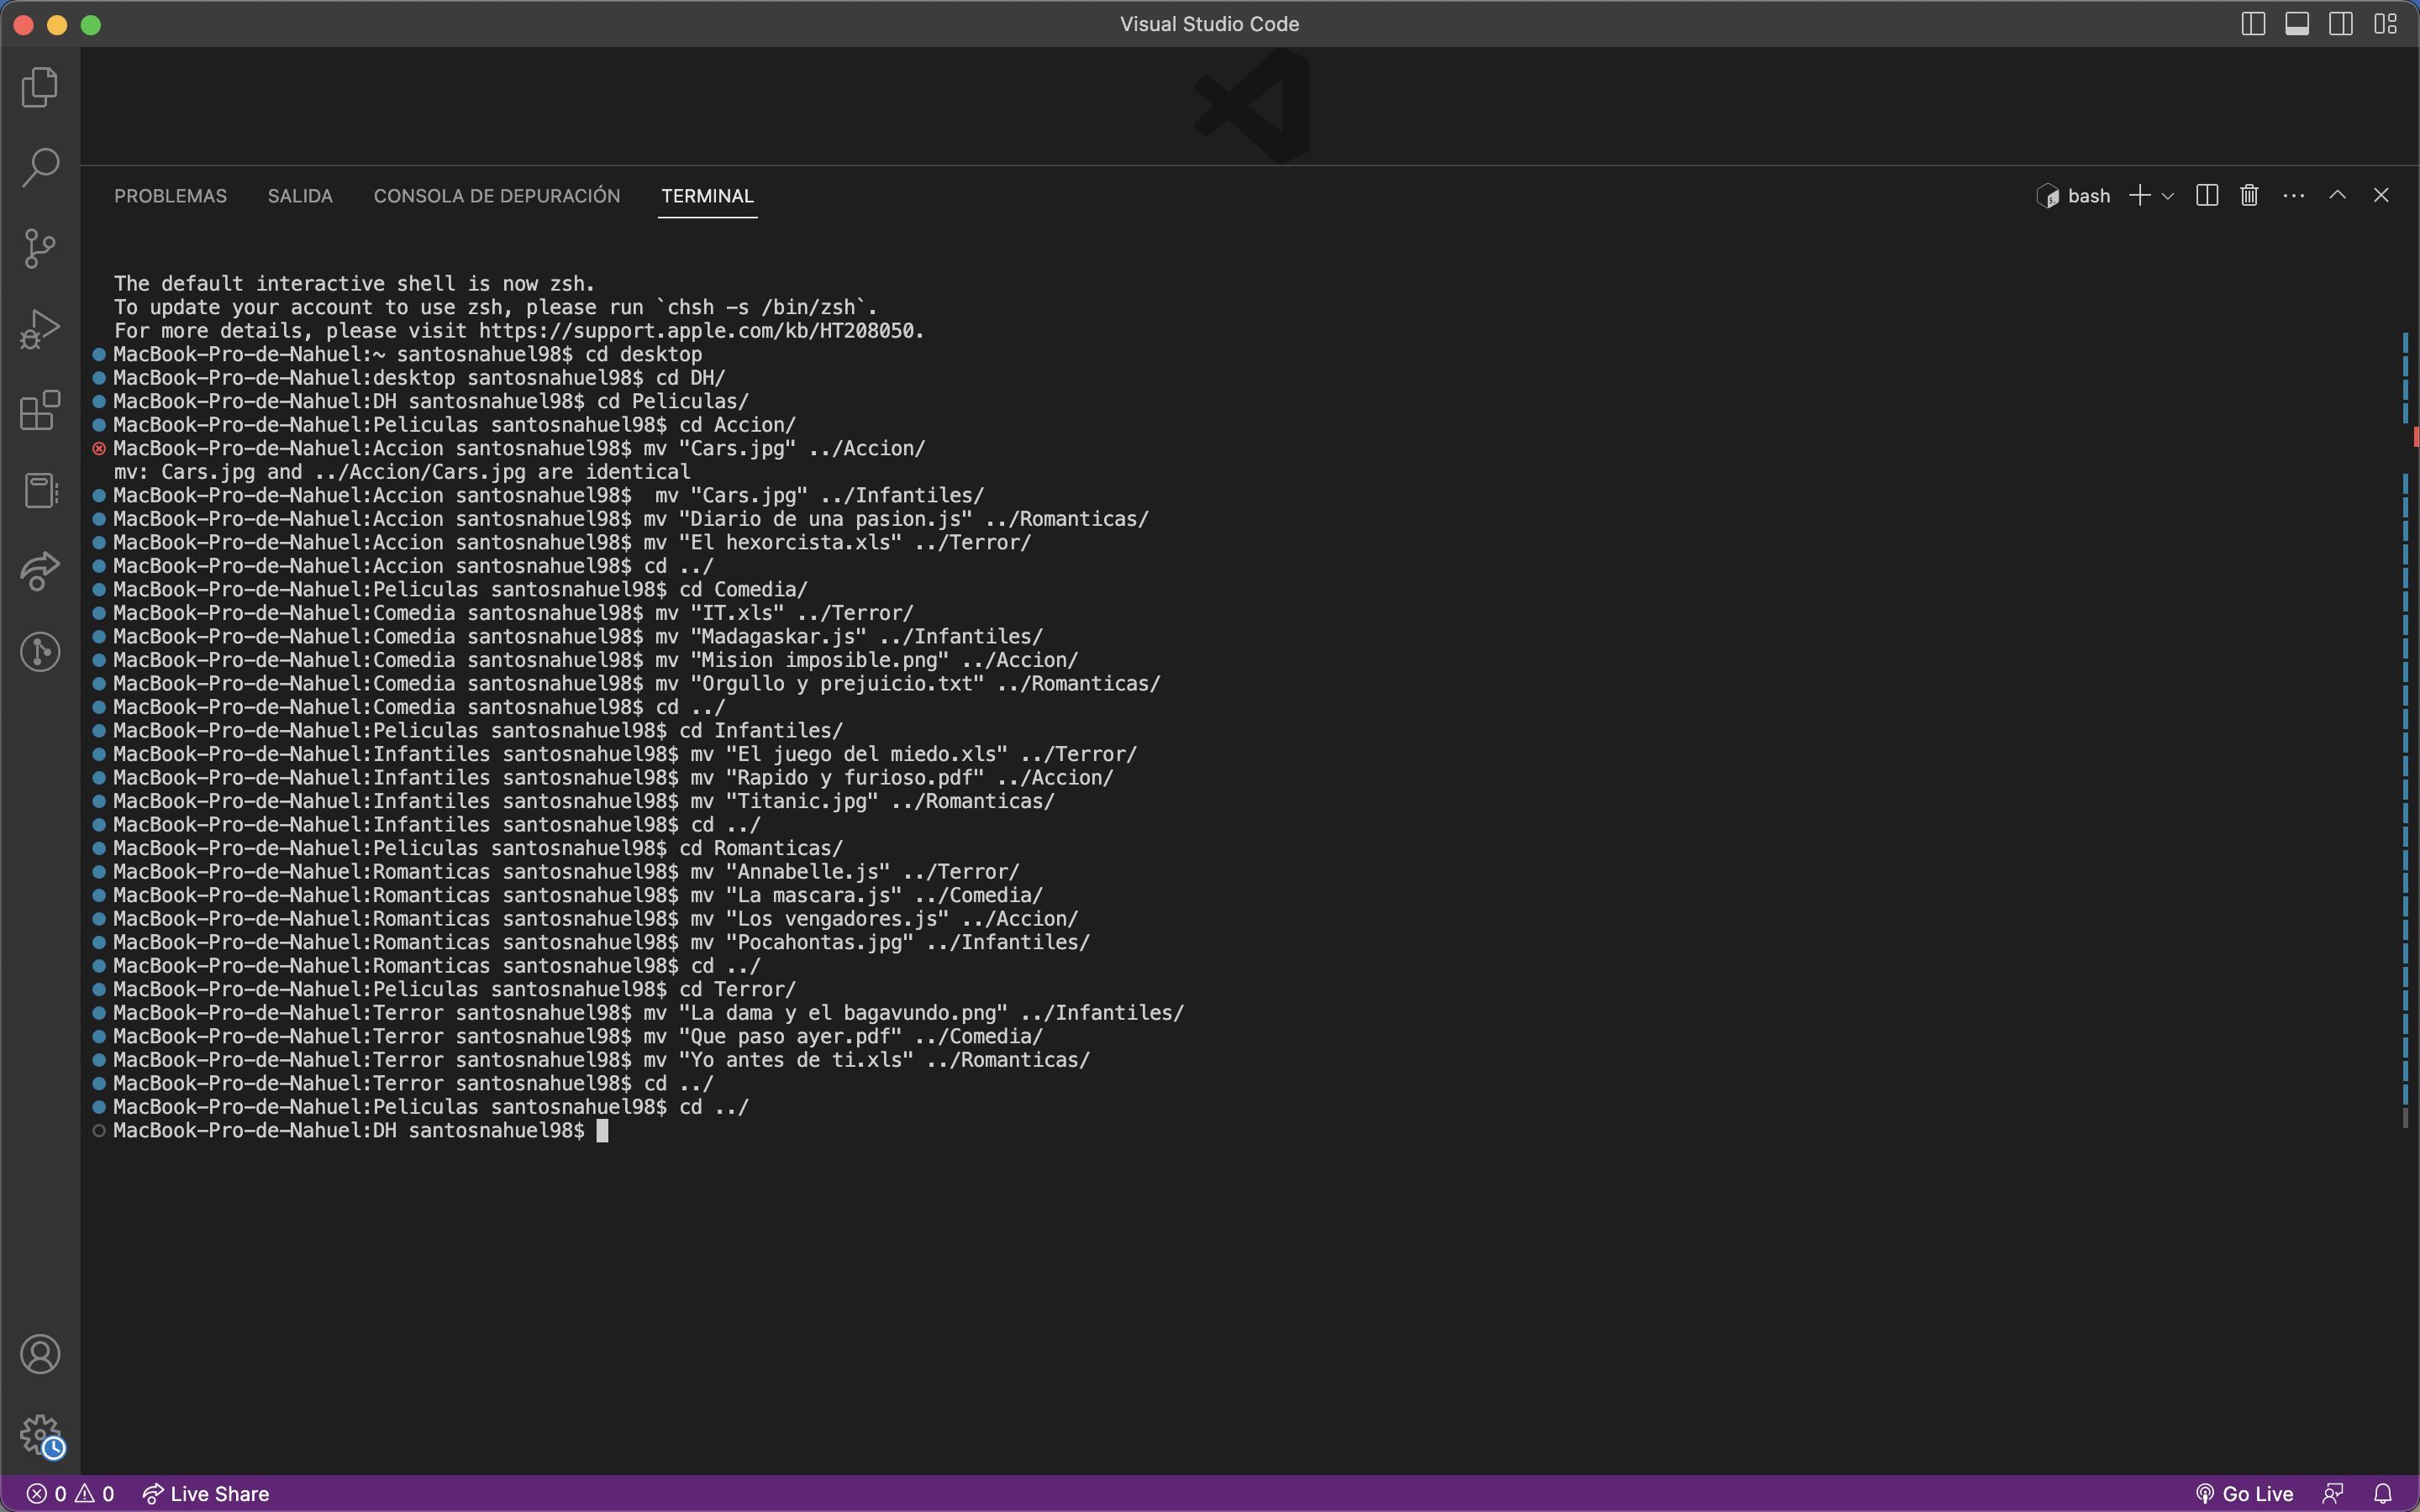 Visual Studio Code
PROBLEMAS SALIDA CONSOLA DE DEPURACIÓN TERMINAL bash
The default interactive shell is now zsh.
To update your account to use zsh, please run `chsh -s /bin/zsh`.
For more details, please visit https://support.apple.com/kb/HT208050.
MacBook-Pro-de-Nahuel:~ santosnahuel98$ cd desktop
MacBook-Pro-de-Nahuel:desktop santosnahuel98$ cd DH/
MacBook-Pro-de-Nahuel:DH santosnahuel98$ cd Peliculas/
MacBook-Pro-de-Nahuel:Peliculas santosnahuel98$ cd Accion/
MacBook-Pro-de-Nahuel:Accion santosnahuel98$ mv "Cars.jpg" ../Accion/
mv: Cars.jpg and ../Accion/Cars.jpg are identical
MacBook-Pro-de-Nahuel:Accion santosnahuel98$  mv "Cars.jpg" ../Infantiles/
MacBook-Pro-de-Nahuel:Accion santosnahuel98$ mv "Diario de una pasion.js" ../Romanticas/
MacBook-Pro-de-Nahuel:Accion santosnahuel98$ mv "El hexorcista.xls" ../Terror/
MacBook-Pro-de-Nahuel:Accion santosnahuel98$ cd ../
MacBook-Pro-de-Nahuel:Peliculas santosnahuel98$ cd Comedia/
MacBook-Pro-de-Nahuel:Comedia santosnahuel98$ mv "IT.xls" ../Terror/
MacBook-Pro-de-Nahuel:Comedia santosnahuel98$ mv "Madagaskar.js" ../Infantiles/
MacBook-Pro-de-Nahuel:Comedia santosnahuel98$ mv "Mision imposible.png" ../Accion/
MacBook-Pro-de-Nahuel:Comedia santosnahuel98$ mv "Orgullo y prejuicio.txt" ../Romanticas/
MacBook-Pro-de-Nahuel:Comedia santosnahuel98$ cd ../
MacBook-Pro-de-Nahuel:Peliculas santosnahuel98$ cd Infantiles/
MacBook-Pro-de-Nahuel:Infantiles santosnahuel98$ mv "El juego del miedo.xls" ../Terror/
MacBook-Pro-de-Nahuel:Infantiles santosnahuel98$ mv "Rapido y furioso.pdf" ../Accion/
MacBook-Pro-de-Nahuel:Infantiles santosnahuel98$ mv "Titanic.jpg" ../Romanticas/
MacBook-Pro-de-Nahuel:Infantiles santosnahuel98$ cd ../
MacBook-Pro-de-Nahuel:Peliculas santosnahuel98$ cd Romanticas/
MacBook-Pro-de-Nahuel:Romanticas santosnahuel98$ mv "Annabelle.js" ../Terror/
MacBook-Pro-de-Nahuel:Romanticas santosnahuel98$ mv "La mascara.js" ../Comedia/
MacBook-Pro-de-Nahuel:Romanticas santosnahuel98$ mv "Los vengadores.js" ../Accion/
MacBook-Pro-de-Nahuel:Romanticas santosnahuel98$ mv "Pocahontas.jpg" ../Infantiles/
MacBook-Pro-de-Nahuel:Romanticas santosnahuel98$ cd ../
MacBook-Pro-de-Nahuel:Peliculas santosnahuel98$ cd Terror/
MacBook-Pro-de-Nahuel:Terror santosnahuel98$ mv "La dama y el bagavundo.png" ../Infantiles/
MacBook-Pro-de-Nahuel:Terror santosnahuel98$ mv "Que paso ayer.pdf" ../Comedia/
MacBook-Pro-de-Nahuel:Terror santosnahuel98$ mv "Yo antes de ti.xls" ../Romanticas/
MacBook-Pro-de-Nahuel:Terror santosnahuel98$ cd ../
MacBook-Pro-de-Nahuel:Peliculas santosnahuel98$ cd ../
MacBook-Pro-de-Nahuel:DH santosnahuel98$
0 0 Live Share Go Live